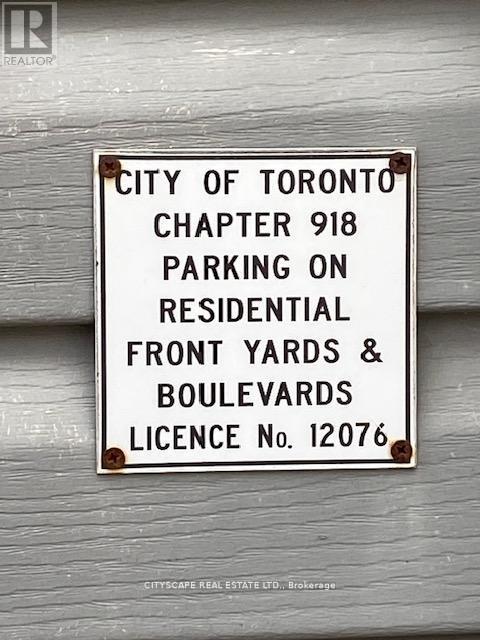 R
REALTOR
CITY OF TORONTO
CHAPTER 918
PARKING ON
RESIDENTIAL
FRONT YARDS &
BOULEVARDS
LICENCE No. 12076
CITYSCAPE REAL ESTATE LTD., Brokerage